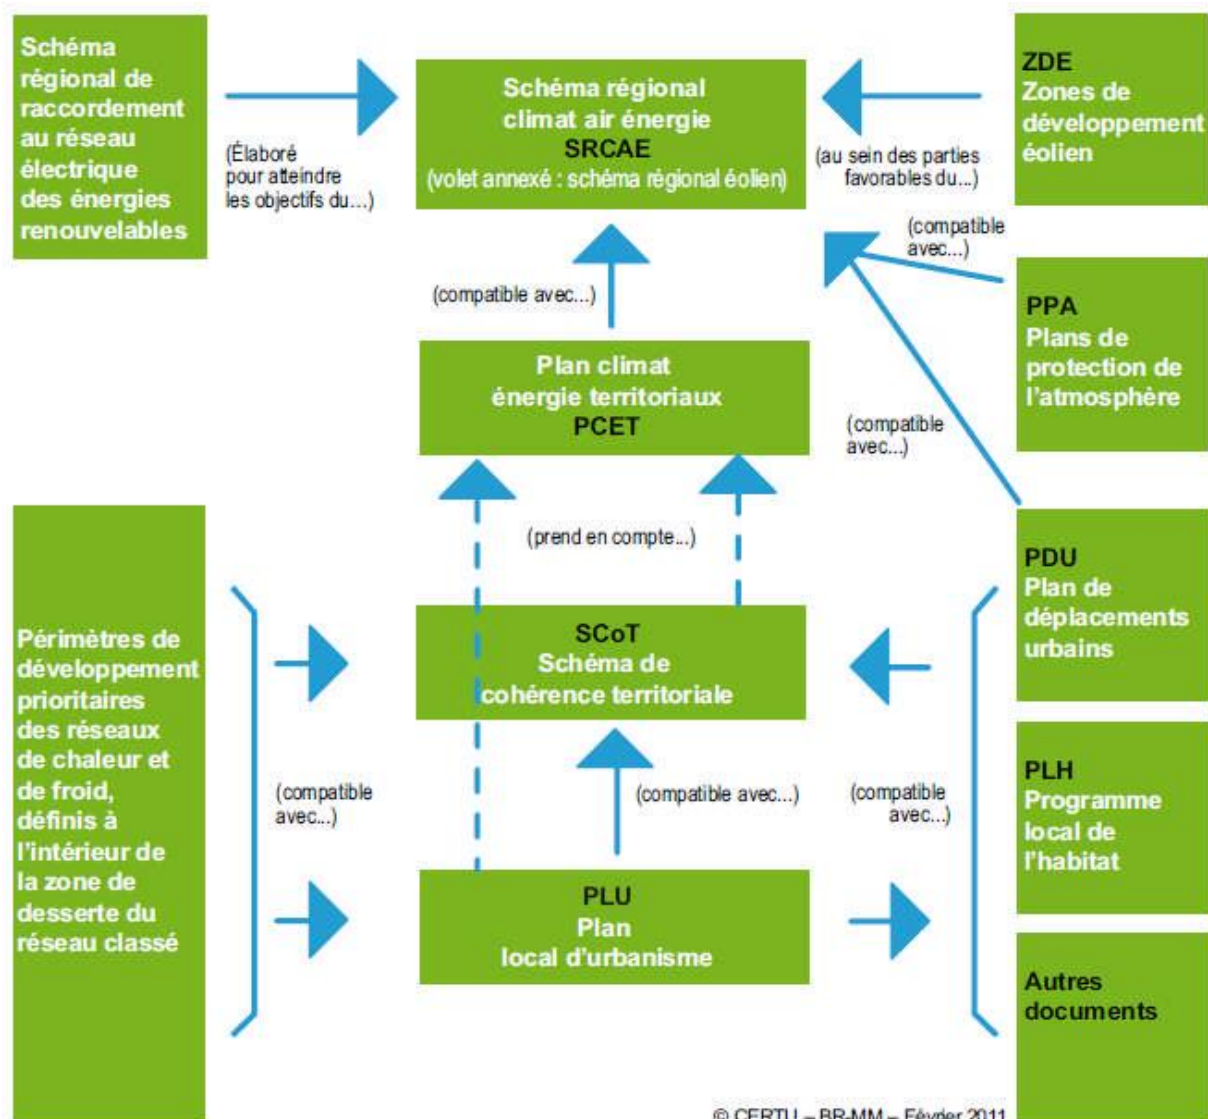 Schéma
régional de
raccordement
au réseau
électrique
des énergies
renouvelables
(Élaboré
pour atteindre
les objectifs du...)
Schéma régional
climat air énergie
SRCAE
(volet annexé : schéma régional éolien)
(au sein des parties
favorables du...)
ZDE
Zones de
développement
éolien
(compatible
avec...)
PPA
Plans de
protection de
l'atmosphère
(compatible avec...)
Plan climat
énergie territoriaux
PCET
(compatible
avec...)
(prend en compte...)
Périmètres de
développement
prioritaires
des réseaux
de chaleur et
de froid,
définis à
l'intérieur de
la zone de
desserte du
réseau classé
(compatible
avec...)
SCoT
Schéma de
cohérence territoriale
(compatible avec...)
PLU
Plan
local d'urbanisme
(compatible
avec...)
PDU
Plan de
déplacements
urbains
PLH
Programme
local de
l'habitat
Autres
documents
© CERTU – BR-MM – Février 2011